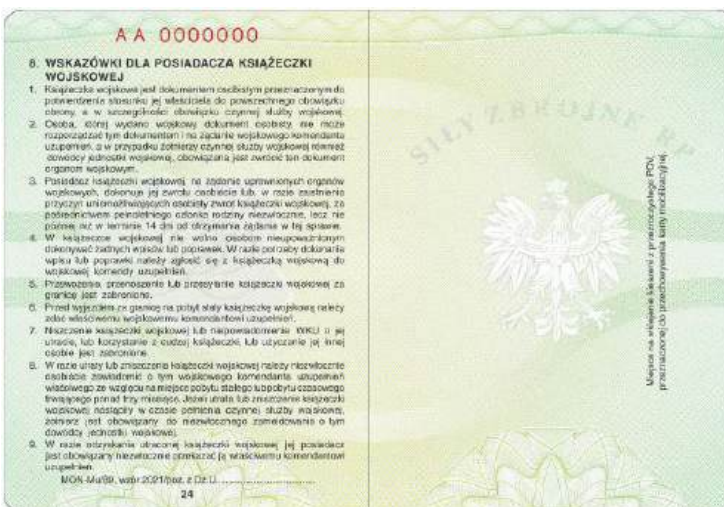 AA 0000000
8. WSKAZÓWKI DLA POSIADACZA KSIĄŻECZKI
WOJSKOWEJ
1. Książeczka wojskowa jest dokumentem osobistym przeznaczonym do
potwierdzenia stosunku jej właściciela do powszechnego obowiązku
obrony, a w szczególności obowiązku czynnej służby wojskowej.
2. Osoba, której wydano wojskowy dokument osobisty, nie może
rozporządzać tym dokumentem i na żądanie wojskowego komendanta
uzupełnień, a w przypadku żołnierzy czynnej służby wojskowej również
dowódcy jednostki wojskowej, obowiązana jest zwrócić ten dokument
organom wojskowym.
3. Posiadacz książeczki wojskowej, na żądanie uprawnionych organów
wojskowych, dokonuje jej zwrotu osobiście lub, w razie zaistnienia
przyczyn uniemożliwiających osobisty zwrot książeczki wojskowej, za
pośrednictwem pełnoletniego członka rodziny niezwłocznie, lecz nie
później niż w terminie 14 dni od otrzymania żądania w tej sprawie.
4. W książeczce wojskowej nie wolno osobom nieupoważnionym
dokonywać żadnych wpisów lub poprawek. W razie potrzeby dokonania
wpisu lub poprawki należy zgłosić się z książeczką wojskową do
wojskowej komendy uzupełnień.
5. Przewożenie, przenoszenie lub przesyłanie książeczki wojskowej za
granicę jest zabronione.
6. Przed wyjazdem za granicę na pobyt stały książeczkę wojskową należy
zdać właściwemu wojskowemu komendantowi uzupełnień.
7. Niszczenie książeczki wojskowej lub niepowiadomienie WKU o jej
utracie, lub korzystanie z cudzej książeczki, lub użyczanie jej innej
osobie jest zabronione.
8. W razie utraty lub zniszczenia książeczki wojskowej należy niezwłocznie
osobiście zawiadomić o tym wojskowego komendanta uzupełnień
właściwego ze względu na miejsce pobytu stałego lub pobytu czasowego
trwającego ponad trzy miesiące. Jeżeli utrata lub zniszczenie książeczki
wojskowej nastąpiły w czasie pełnienia czynnej służby wojskowej,
żołnierz jest obowiązany do niezwłocznego zameldowania o tym
dowódcy jednostki wojskowej.
9. W razie odzyskania utraconej książeczki wojskowej jej posiadacz
jest obowiązany niezwłocznie przekazać ją właściwemu komendantowi
uzupełnień.
MON-Mu/89, wzór 2021/poz. z Dz.U. ............................
24
SIŁY ZBROJNE RP
Miejsce na wklejenie kieszeni z przezroczystego PCV,
przeznaczonej do przechowywania karty mobilizacyjnej.